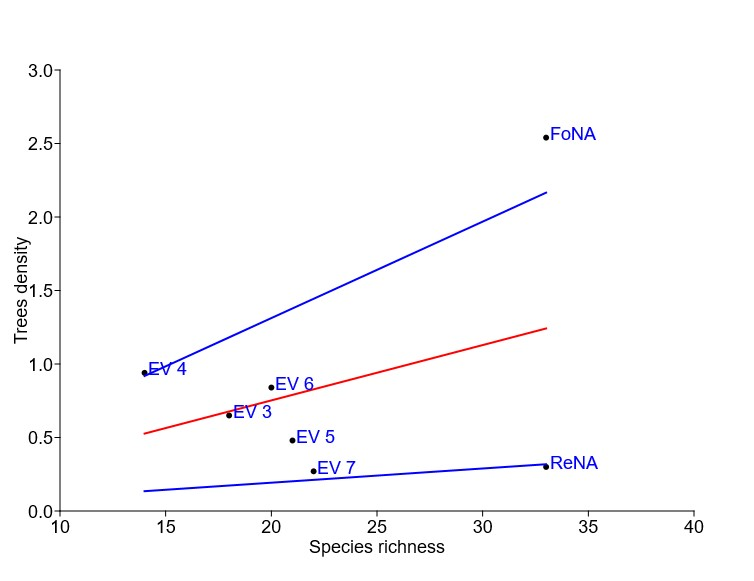 3.0
FoNA
2.5
2.0
Trees density
1.5
1.0
EV 4
EV 6
EV 3
0.5
EV 5
EV 7
ReNA
0.0
10 15 20 25 30 35 40
Species richness